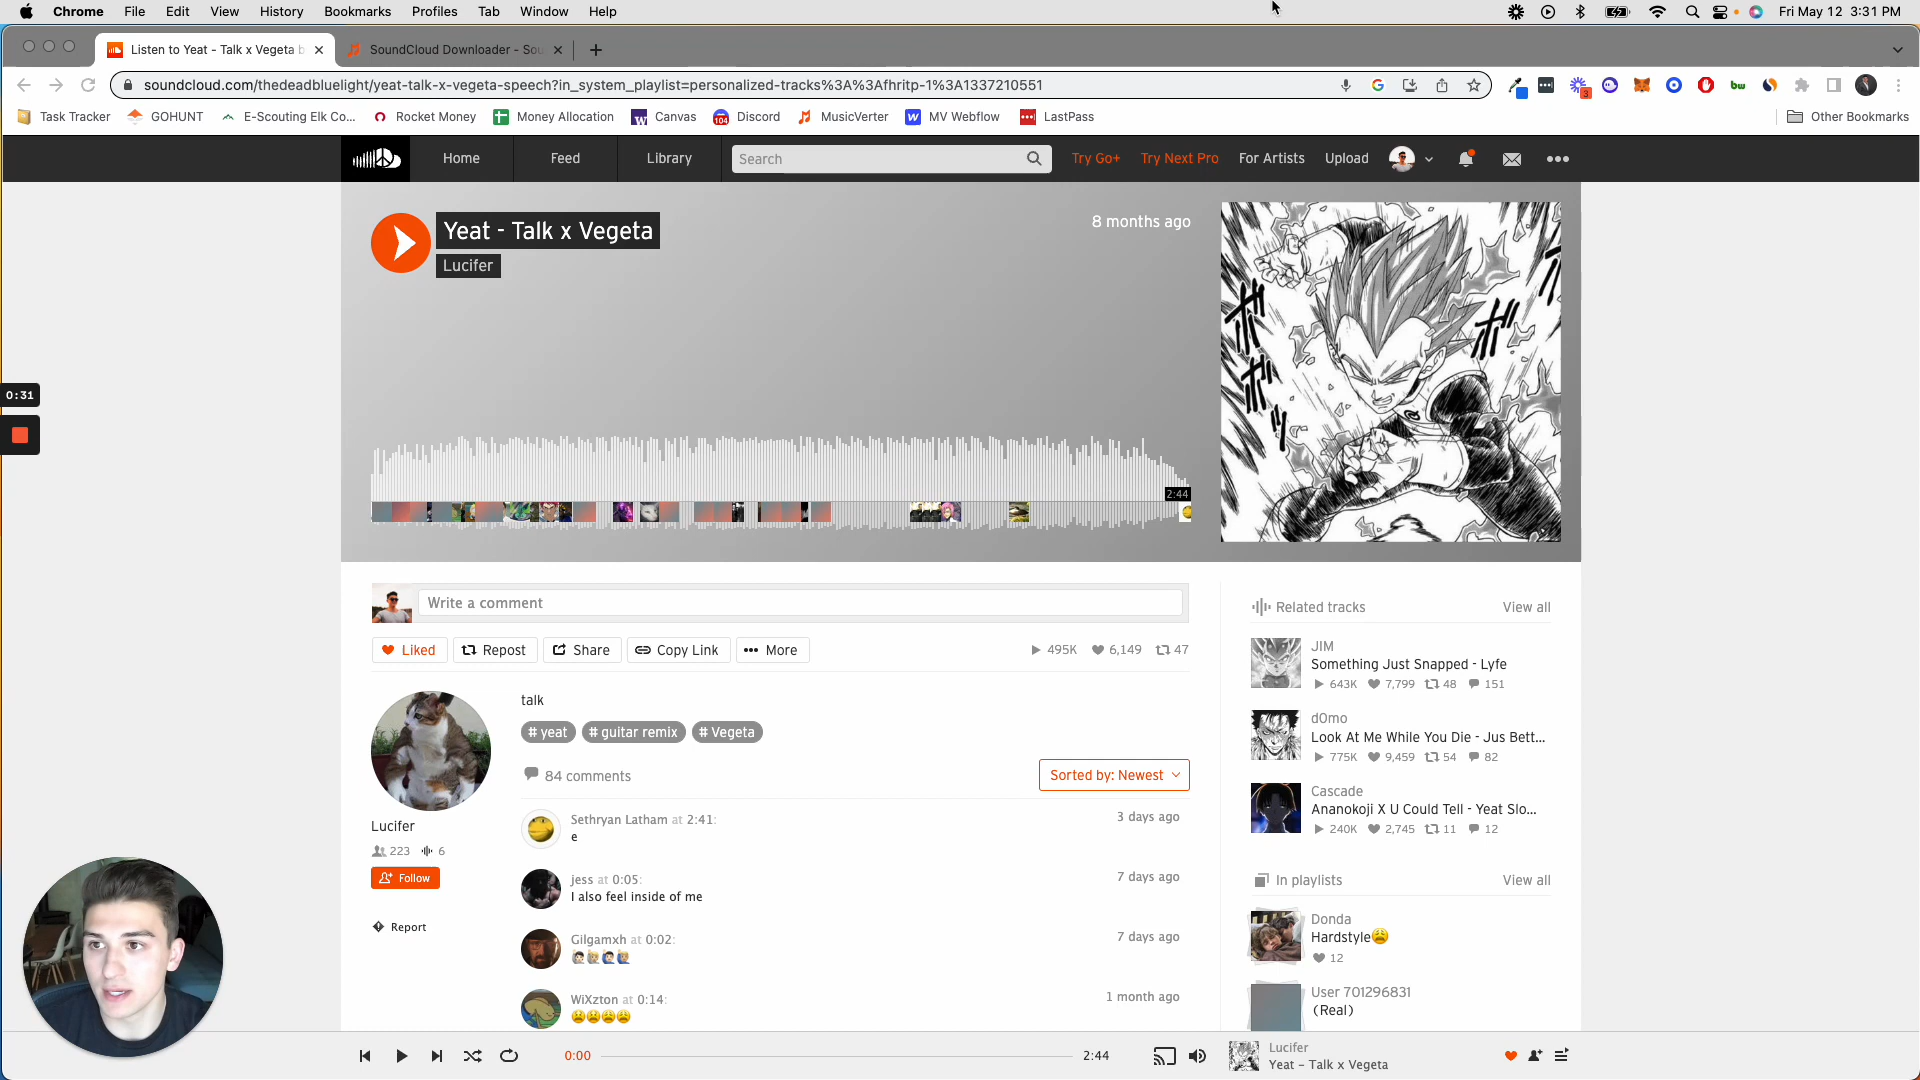 Chrome File Edit View History Bookmarks Profiles Tab Window Help
Fri May 12 3:31 PM
Listen to Yeat - Talk x Vegeta b
SoundCloud Downloader - Sou
soundcloud.com/thedeadbluelight/yeat-talk-x-vegeta-speech?in_system_playlist=personalized-tracks%3A%3Afhritp-1%3A1337210551
3
bw
Task Tracker GOHUNT E-Scouting Elk Co... Rocket Money Money Allocation Canvas Discord MusicVerter MV Webflow LastPass Other Bookmarks
104
Home Feed Library Search Try Go+ Try Next Pro For Artists Upload
Yeat - Talk x Vegeta
Lucifer
8 months ago
0:31
2:44
Write a comment
Liked Repost Share Copy Link More
495K 6,149 47
talk
# yeat # guitar remix # Vegeta
84 comments
Sorted by: Newest
Lucifer
223 6
Follow
Report
Sethryan Latham at 2:41:
e
3 days ago
jess at 0:05:
I also feel inside of me
7 days ago
Gilgamxh at 0:02:
🙋🏻🙋🏼🙋🏻🙋🏼
7 days ago
WiXzton at 0:14:
😫😫😫😫
1 month ago
Related tracks View all
JIM
Something Just Snapped - Lyfe
643K 7,799 48 151
d0mo
Look At Me While You Die - Jus Bett...
775K 9,459 54 82
Cascade
Ananokoji X U Could Tell - Yeat Slo...
240K 2,745 11 12
In playlists View all
Donda
Hardstyle😩
12
User 701296831
(Real)
0:00 2:44
Lucifer
Yeat – Talk x Vegeta